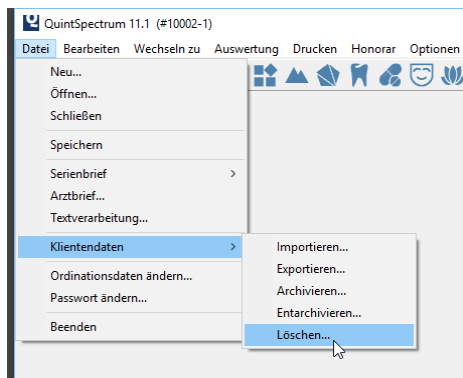 QuintSpectrum 11.1 (#10002-1)
Datei Bearbeiten Wechseln zu Auswertung Drucken Honorar Optionen
Neu...
Öffnen...
Schließen
Speichern
Serienbrief
Arztbrief...
Textverarbeitung...
Klientendaten
Ordinationsdaten ändern...
Passwort ändern...
Beenden
Importieren...
Exportieren...
Archivieren...
Entarchivieren...
Löschen...